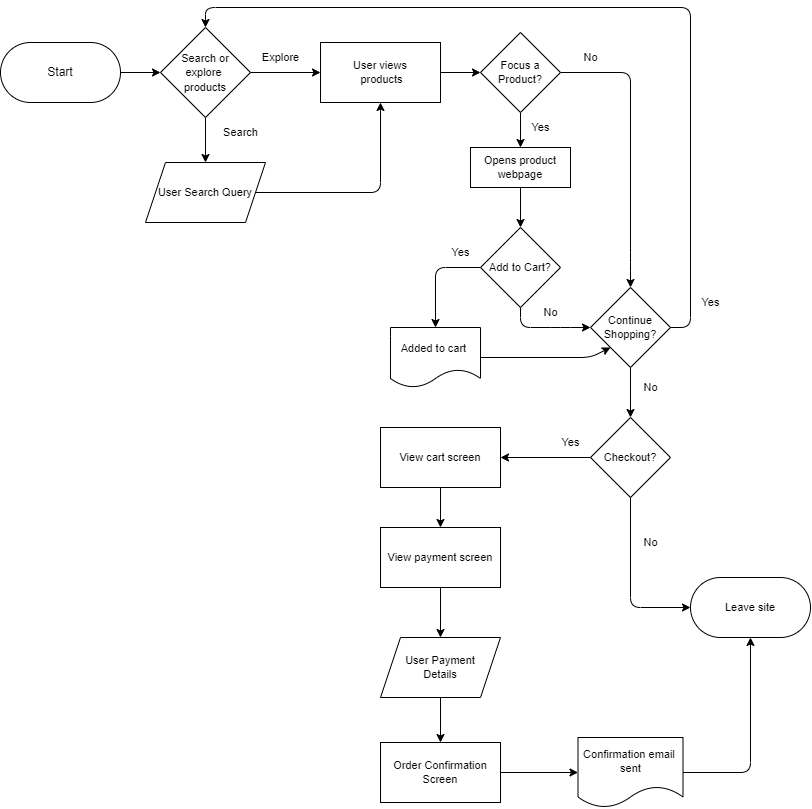 Start
Search or
explore
products
Explore
User views
products
Focus a
Product?
No
Search
Yes
User Search Query
Opens product
webpage
Yes
Add to Cart?
No
Yes
Continue
Shopping?
Added to cart
No
Yes
View cart screen
Checkout?
View payment screen
No
Leave site
User Payment
Details
Order Confirmation
Screen
Confirmation email
sent